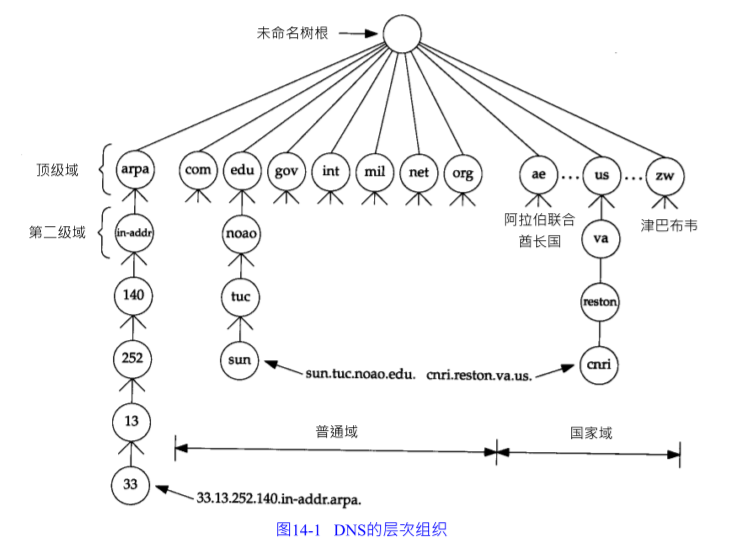 未命名树根
顶级域
arpa com edu gov int mil net org ae ... us ... zw
阿拉伯联合
酋长国
津巴布韦
第二级域
in-addr noao va
140 tuc reston
252 sun cnri
sun.tuc.noao.edu. cnri.reston.va.us.
13
普通域 国家域
33
33.13.252.140.in-addr.arpa.
图14-1 DNS的层次组织